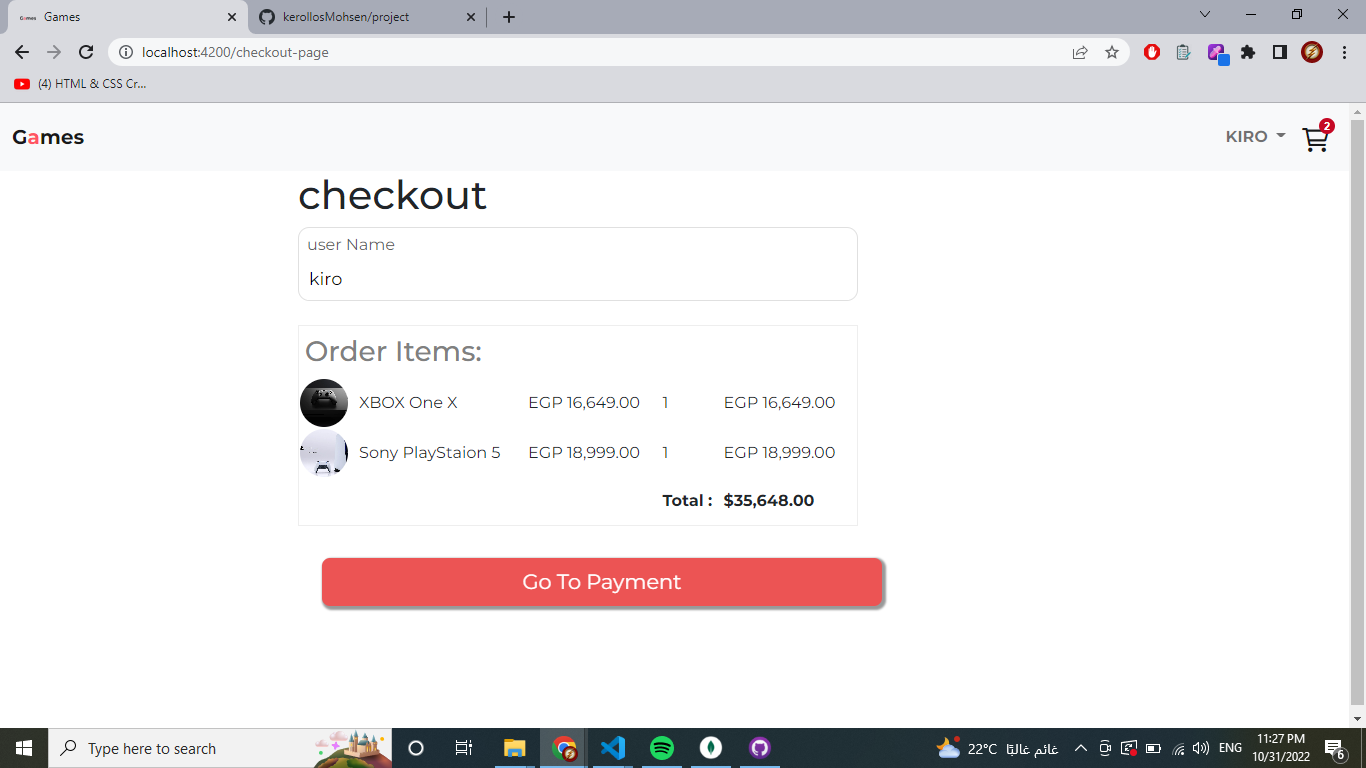 Games
Games
kerollosMohsen/project
localhost:4200/checkout-page
(4) HTML & CSS Cr...
Games
KIRO
2
checkout
user Name
kiro
Order Items:
XBOX One X EGP 16,649.00 1 EGP 16,649.00
Sony PlayStaion 5 EGP 18,999.00 1 EGP 18,999.00
Total : $35,648.00
Go To Payment
Type here to search
22°C غائم غالبًا
ENG
11:27 PM
10/31/2022
6